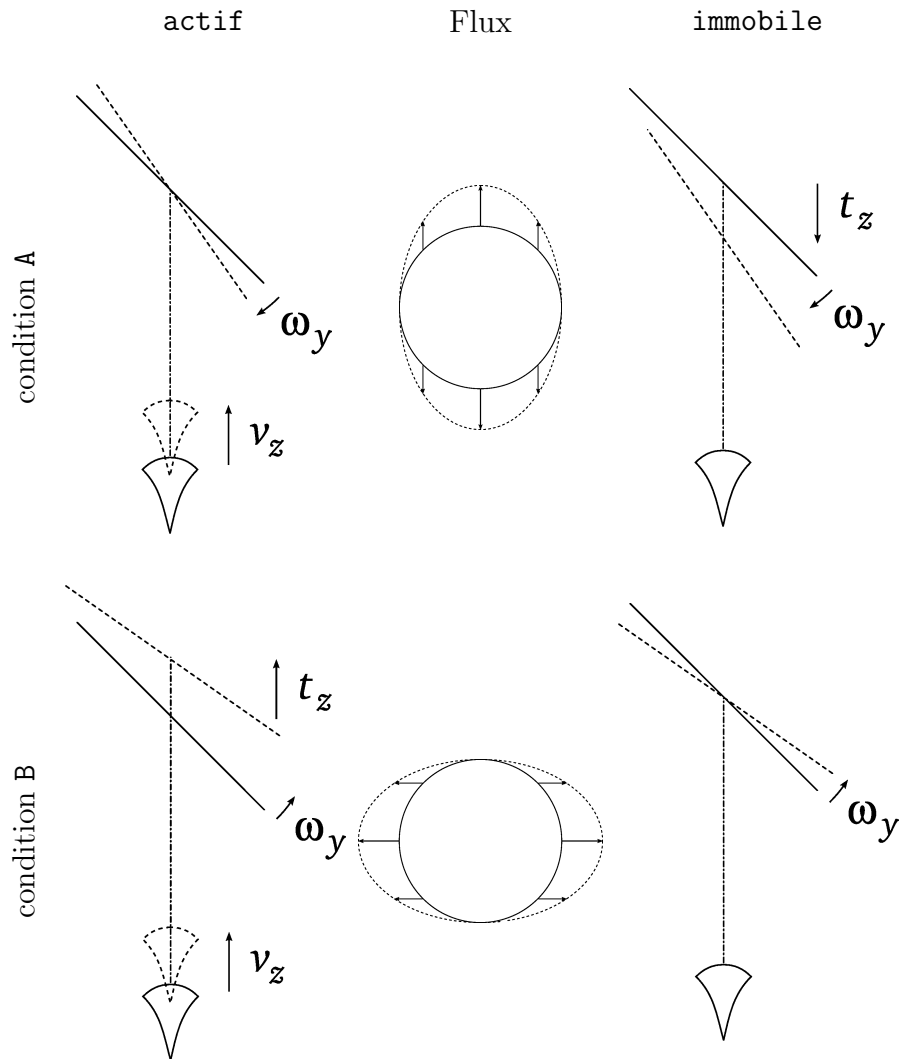 actif Flux immobile
condition A
ω_y
v_z
t_z
ω_y
condition B
t_z
ω_y
v_z
ω_y